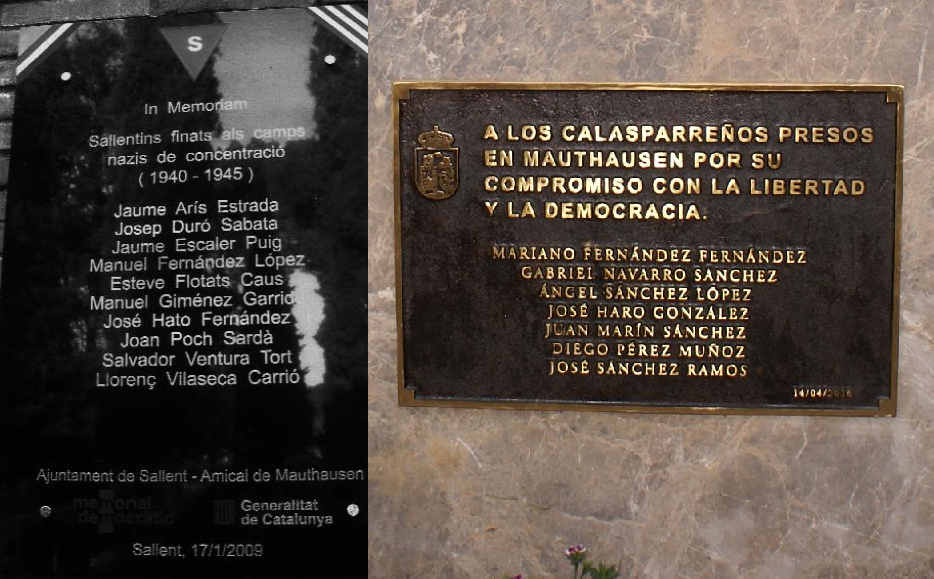 S
In Memoriam
Sallentins finats als camps
nazis de concentració
( 1940 - 1945 )
Jaume Arís Estrada
Josep Duró Sabata
Jaume Escaler Puig
Manuel Fernández López
Esteve Flotats Caus
Manuel Giménez Garrido
José Hato Fernández
Joan Poch Sardà
Salvador Ventura Tort
Llorenç Vilaseca Carrió
Ajuntament de Sallent - Amical de Mauthausen
memorial
democràtic
Generalitat
de Catalunya
Sallent, 17/1/2009
A LOS CALASPARREÑOS PRESOS
EN MAUTHAUSEN POR SU
COMPROMISO CON LA LIBERTAD
Y LA DEMOCRACIA.
MARIANO FERNÁNDEZ FERNÁNDEZ
GABRIEL NAVARRO SÁNCHEZ
ÁNGEL SÁNCHEZ LÓPEZ
JOSÉ HARO GONZÁLEZ
JUAN MARÍN SÁNCHEZ
DIEGO PÉREZ MUÑOZ
JOSÉ SÁNCHEZ RAMOS